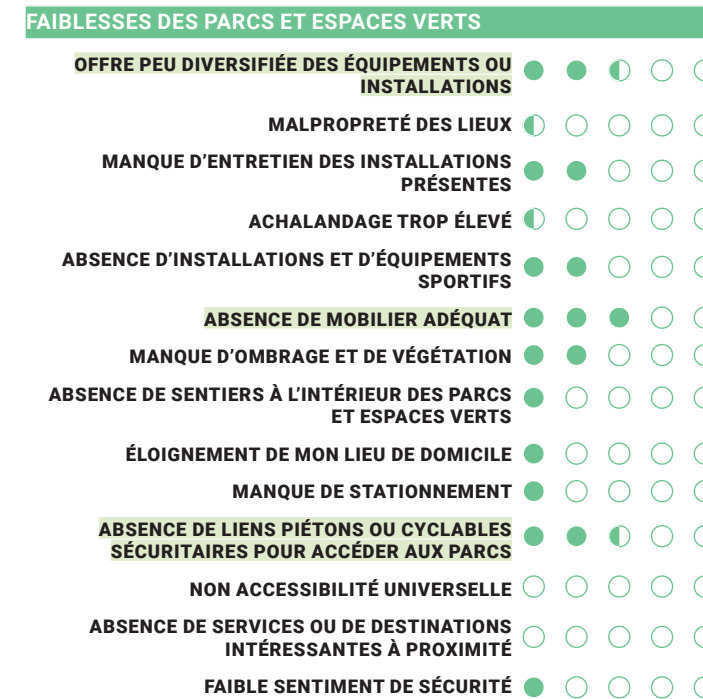 FAIBLESSES DES PARCS ET ESPACES VERTS
OFFRE PEU DIVERSIFIÉE DES ÉQUIPEMENTS OU
INSTALLATIONS
MALPROPRETÉ DES LIEUX
MANQUE D’ENTRETIEN DES INSTALLATIONS
PRÉSENTES
ACHALANDAGE TROP ÉLEVÉ
ABSENCE D’INSTALLATIONS ET D’ÉQUIPEMENTS
SPORTIFS
ABSENCE DE MOBILIER ADÉQUAT
MANQUE D’OMBRAGE ET DE VÉGÉTATION
ABSENCE DE SENTIERS À L’INTÉRIEUR DES PARCS
ET ESPACES VERTS
ÉLOIGNEMENT DE MON LIEU DE DOMICILE
MANQUE DE STATIONNEMENT
ABSENCE DE LIENS PIÉTONS OU CYCLABLES
SÉCURITAIRES POUR ACCÉDER AUX PARCS
NON ACCESSIBILITÉ UNIVERSELLE
ABSENCE DE SERVICES OU DE DESTINATIONS
INTÉRESSANTES À PROXIMITÉ
FAIBLE SENTIMENT DE SÉCURITÉ